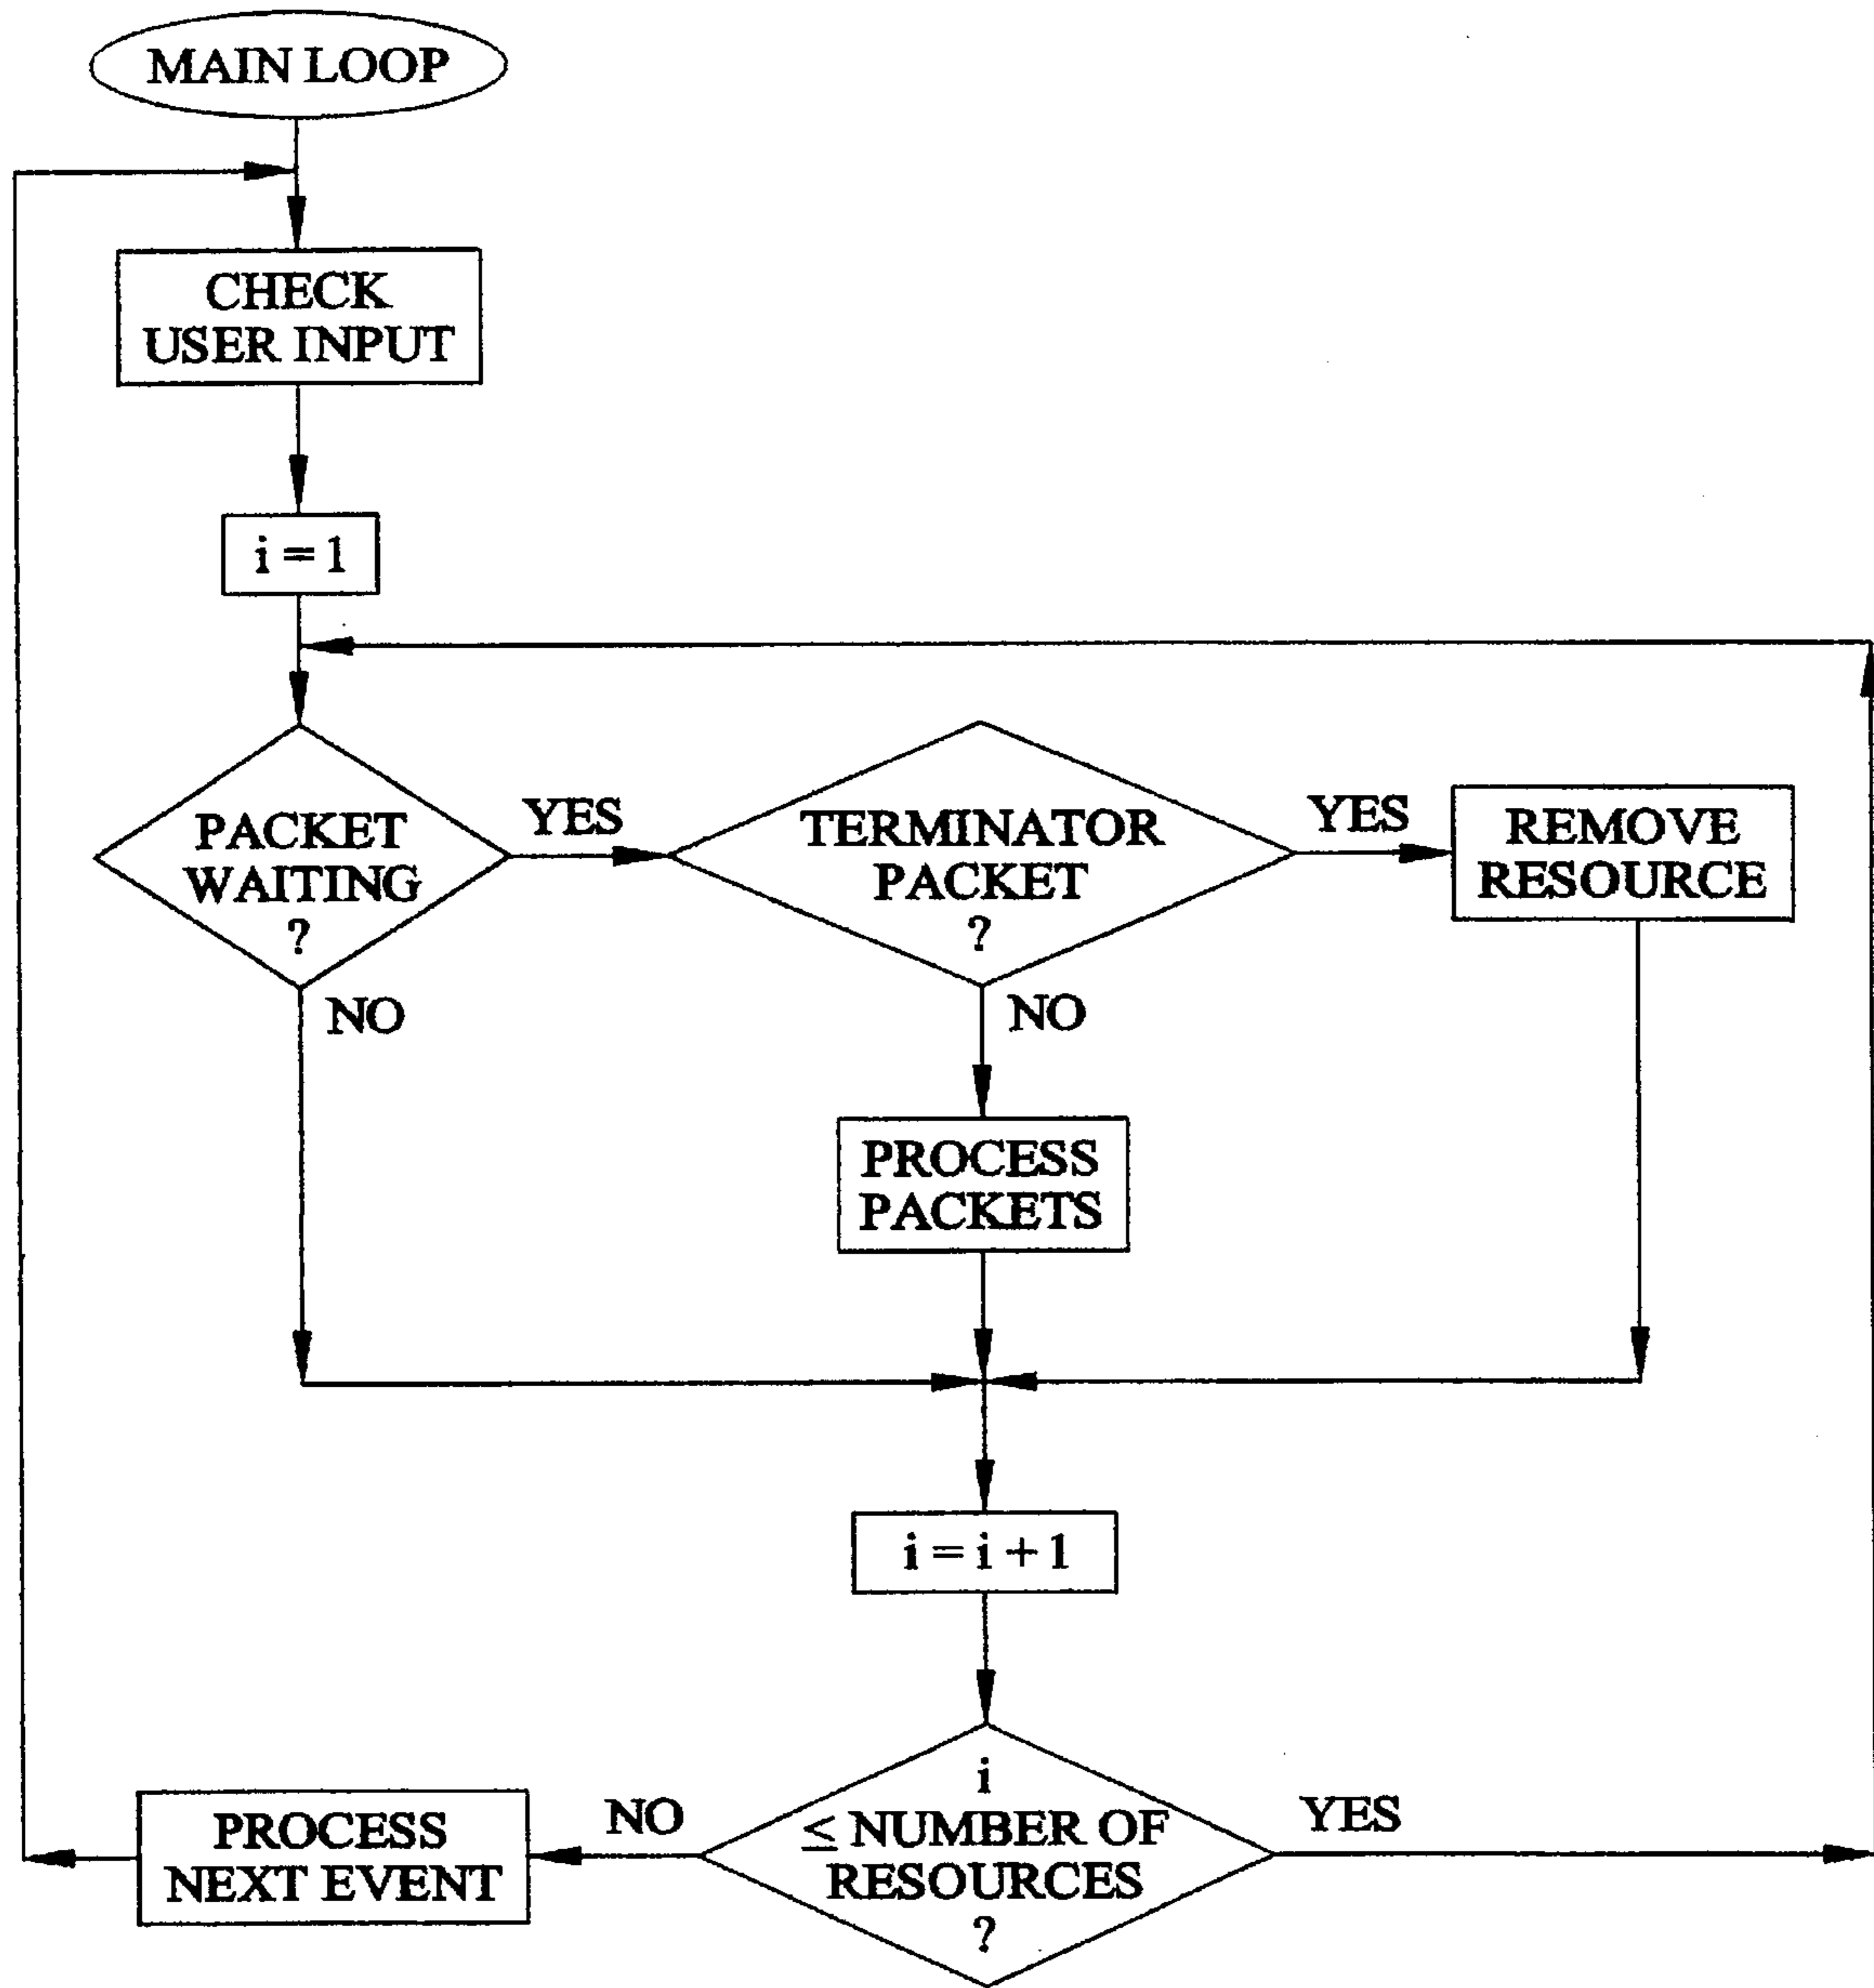 MAIN LOOP
CHECK
USER INPUT
i = 1
PACKET
WAITING
?
YES
NO
TERMINATOR
PACKET
?
YES
NO
REMOVE
RESOURCE
PROCESS
PACKETS
i = i + 1
i
≤ NUMBER OF
RESOURCES
?
YES
NO
PROCESS
NEXT EVENT